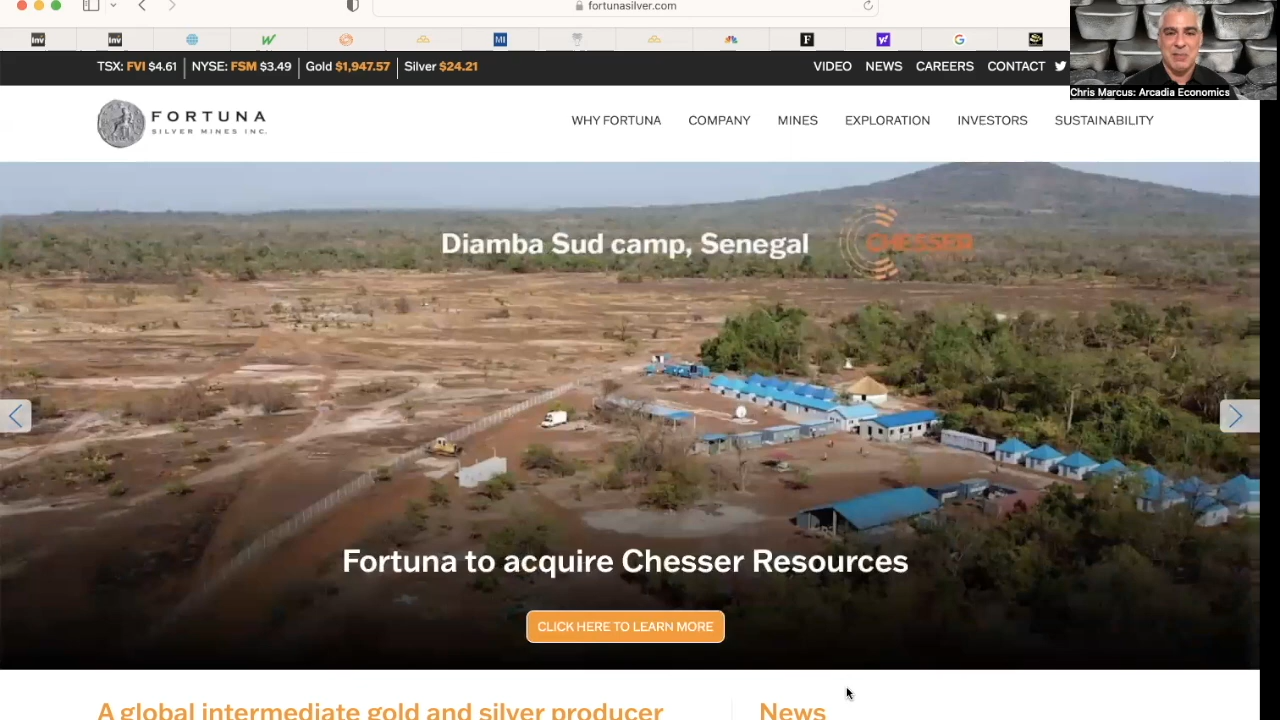 fortunasilver.com
Inv
Inv
W
MI
F
y!
G
TSX: FVI $4.61 | NYSE: FSM $3.49 | Gold $1,947.57 | Silver $24.21
VIDEO NEWS CAREERS CONTACT
Chris Marcus: Arcadia Economics
FORTUNA
SILVER MINES INC.
WHY FORTUNA COMPANY MINES EXPLORATION INVESTORS SUSTAINABILITY
Diamba Sud camp, Senegal
CHESSER
Fortuna to acquire Chesser Resources
CLICK HERE TO LEARN MORE
A global intermediate gold and silver producer
News